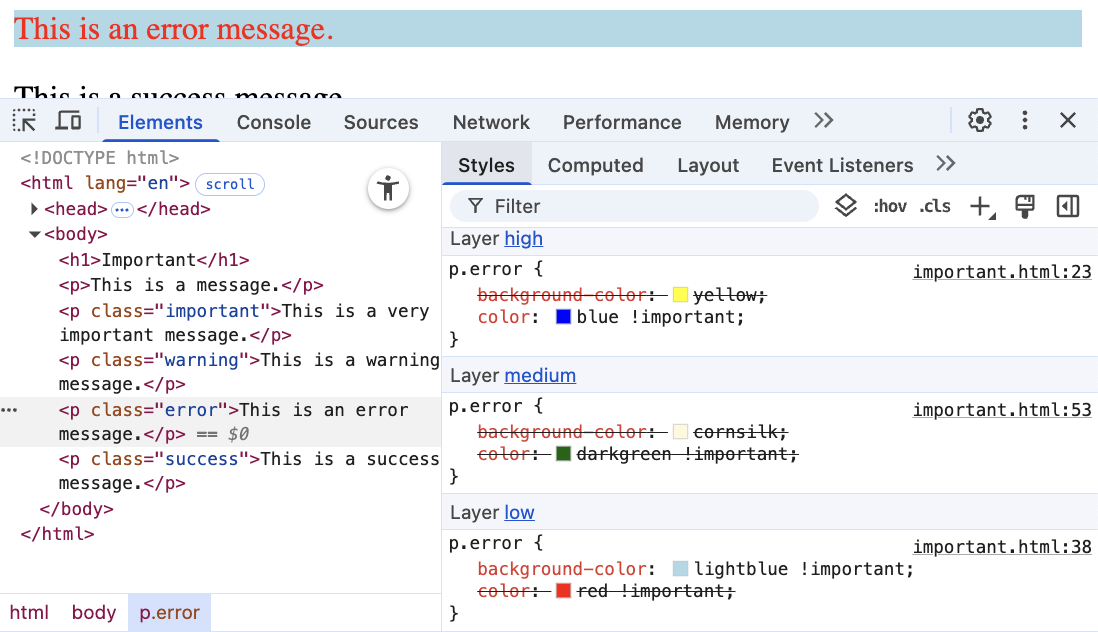 This is an error message.
This is a success message.
Elements Console Sources Network Performance Memory
<!DOCTYPE html>
<html lang="en"> scroll
<head> ••• </head>
<body>
<h1>Important</h1>
<p>This is a message.</p>
<p class="important">This is a very
important message.</p>
<p class="warning">This is a warning
message.</p>
<p class="error">This is an error
message.</p> == $0
<p class="success">This is a success
message.</p>
</body>
</html>
html body p.error
Styles Computed Layout Event Listeners
Filter :hov .cls
Layer high
p.error { important.html:23
background-color: yellow;
color: blue !important;
}
Layer medium
p.error { important.html:53
background-color: cornsilk;
color: darkgreen !important;
}
Layer low
p.error { important.html:38
background-color: lightblue !important;
color: red !important;
}